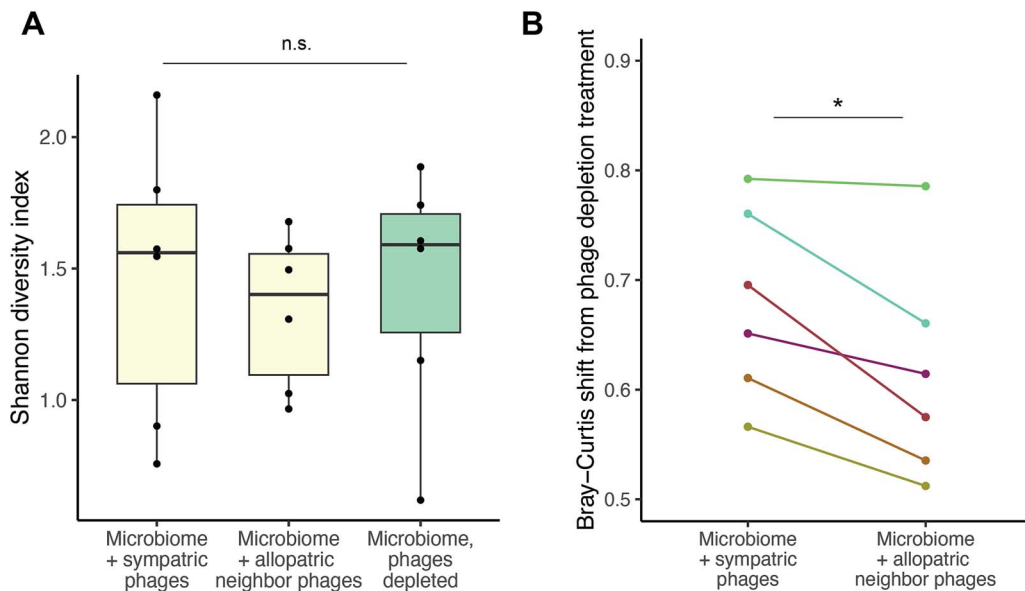 A
n.s.
Shannon diversity index
2.0
1.5
1.0
Microbiome
+ sympatric
phages
Microbiome
+ allopatric
neighbor phages
Microbiome,
phages
depleted
B
*
Bray−Curtis shift from phage depletion treatment
0.9
0.8
0.7
0.6
0.5
Microbiome
+ sympatric
phages
Microbiome
+ allopatric
neighbor phages